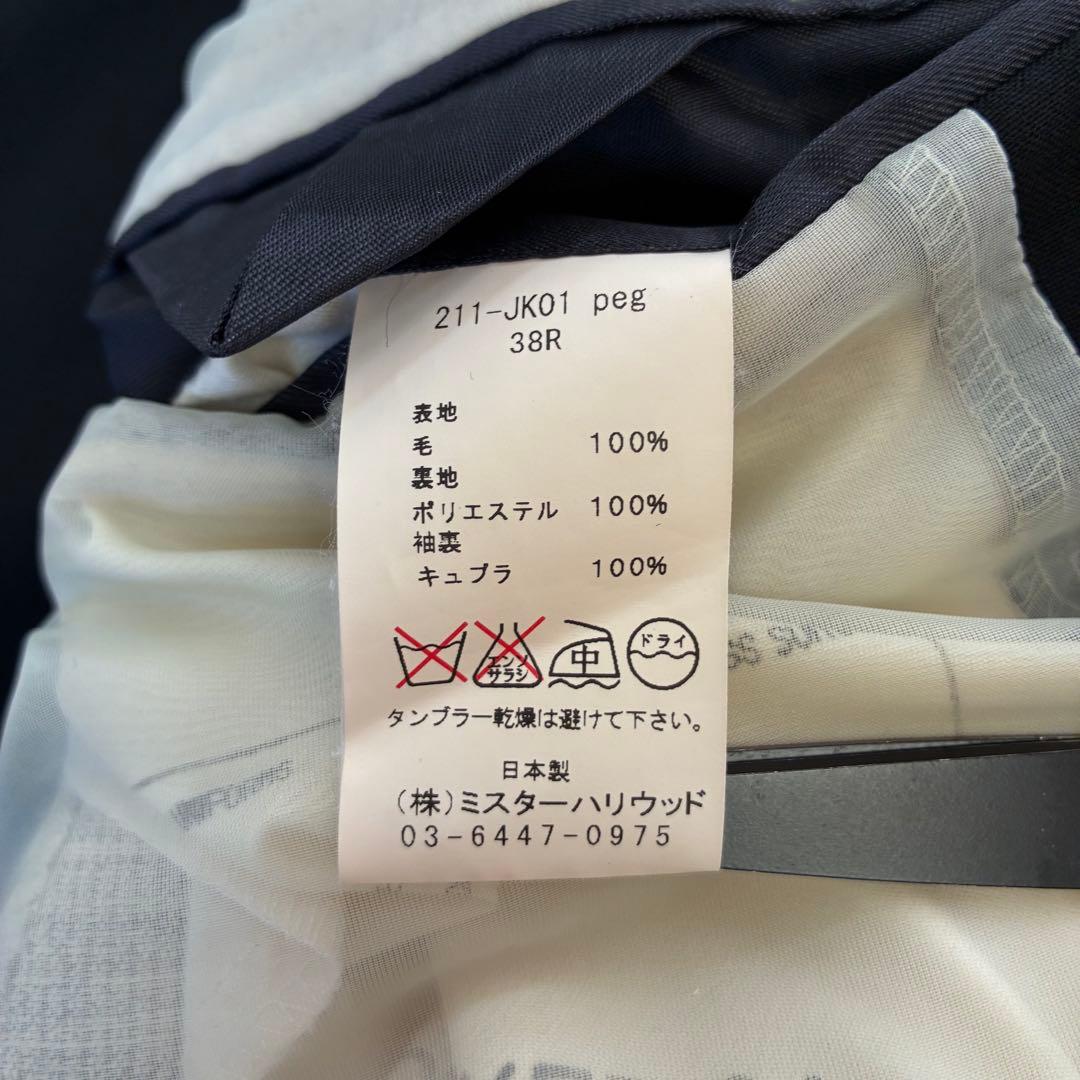 211-JK01 peg
38R
表地
毛 100%
裏地
ポリエステル 100%
袖裏
キュプラ 100%
エンソ
サラシ
中
ドライ
タンブラー乾燥は避けて下さい。
日本製
(株)ミスターハリウッド
03-6447-0975